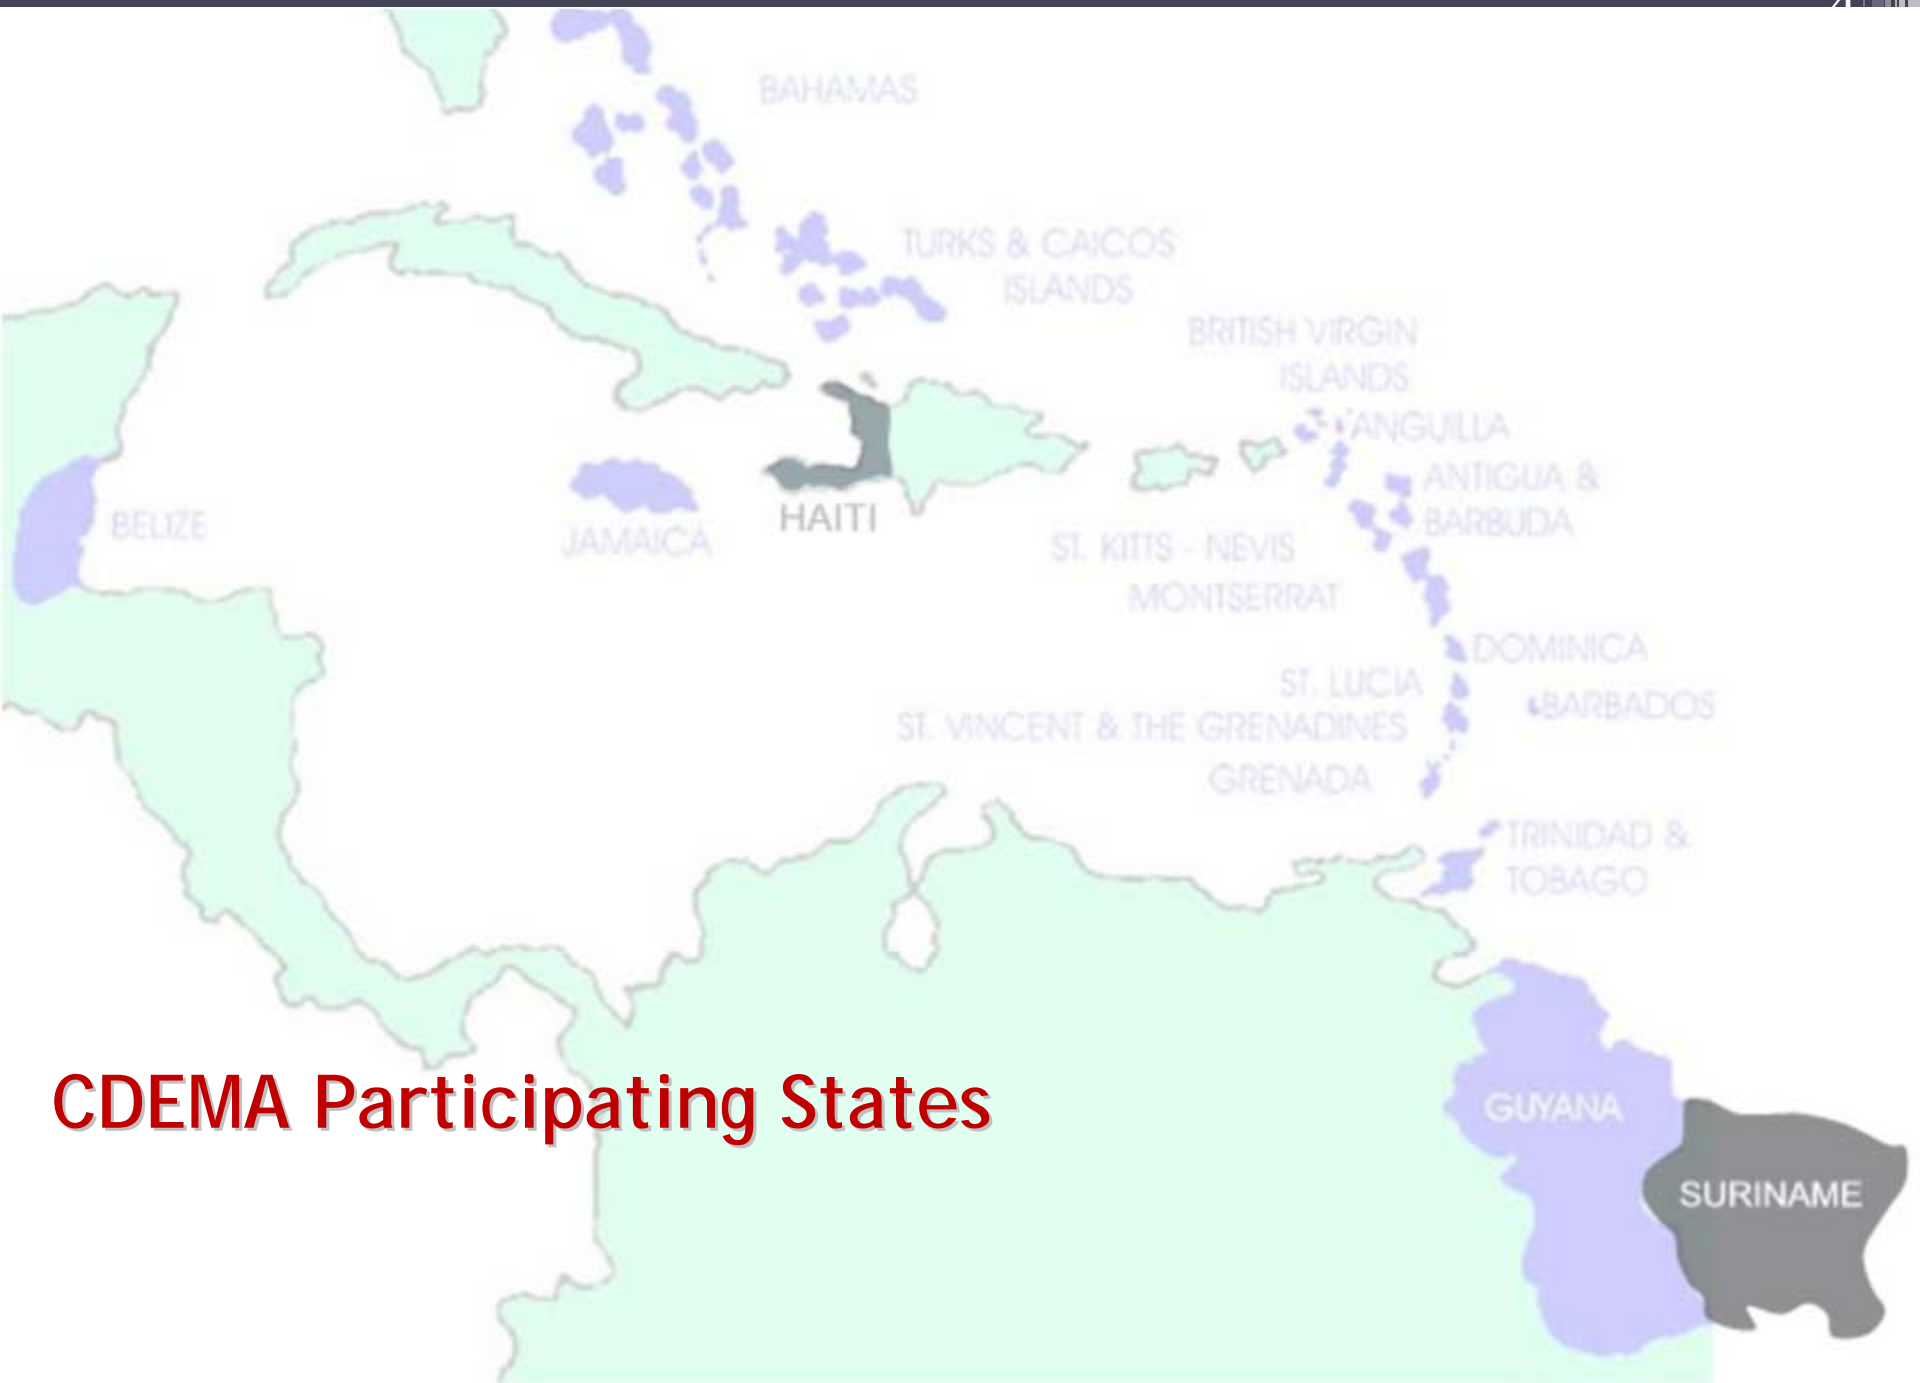 BAHAMAS
TURKS & CAICOS
ISLANDS
BRITISH VIRGIN
ISLANDS
ANGUILLA
ANTIGUA &
BARBUDA
BELIZE
JAMAICA
HAITI
ST. KITTS - NEVIS
MONTSERRAT
DOMINICA
ST. LUCIA
BARBADOS
ST. VINCENT & THE GRENADINES
GRENADA
TRINIDAD &
TOBAGO
CDEMA Participating States
GUYANA
SURINAME